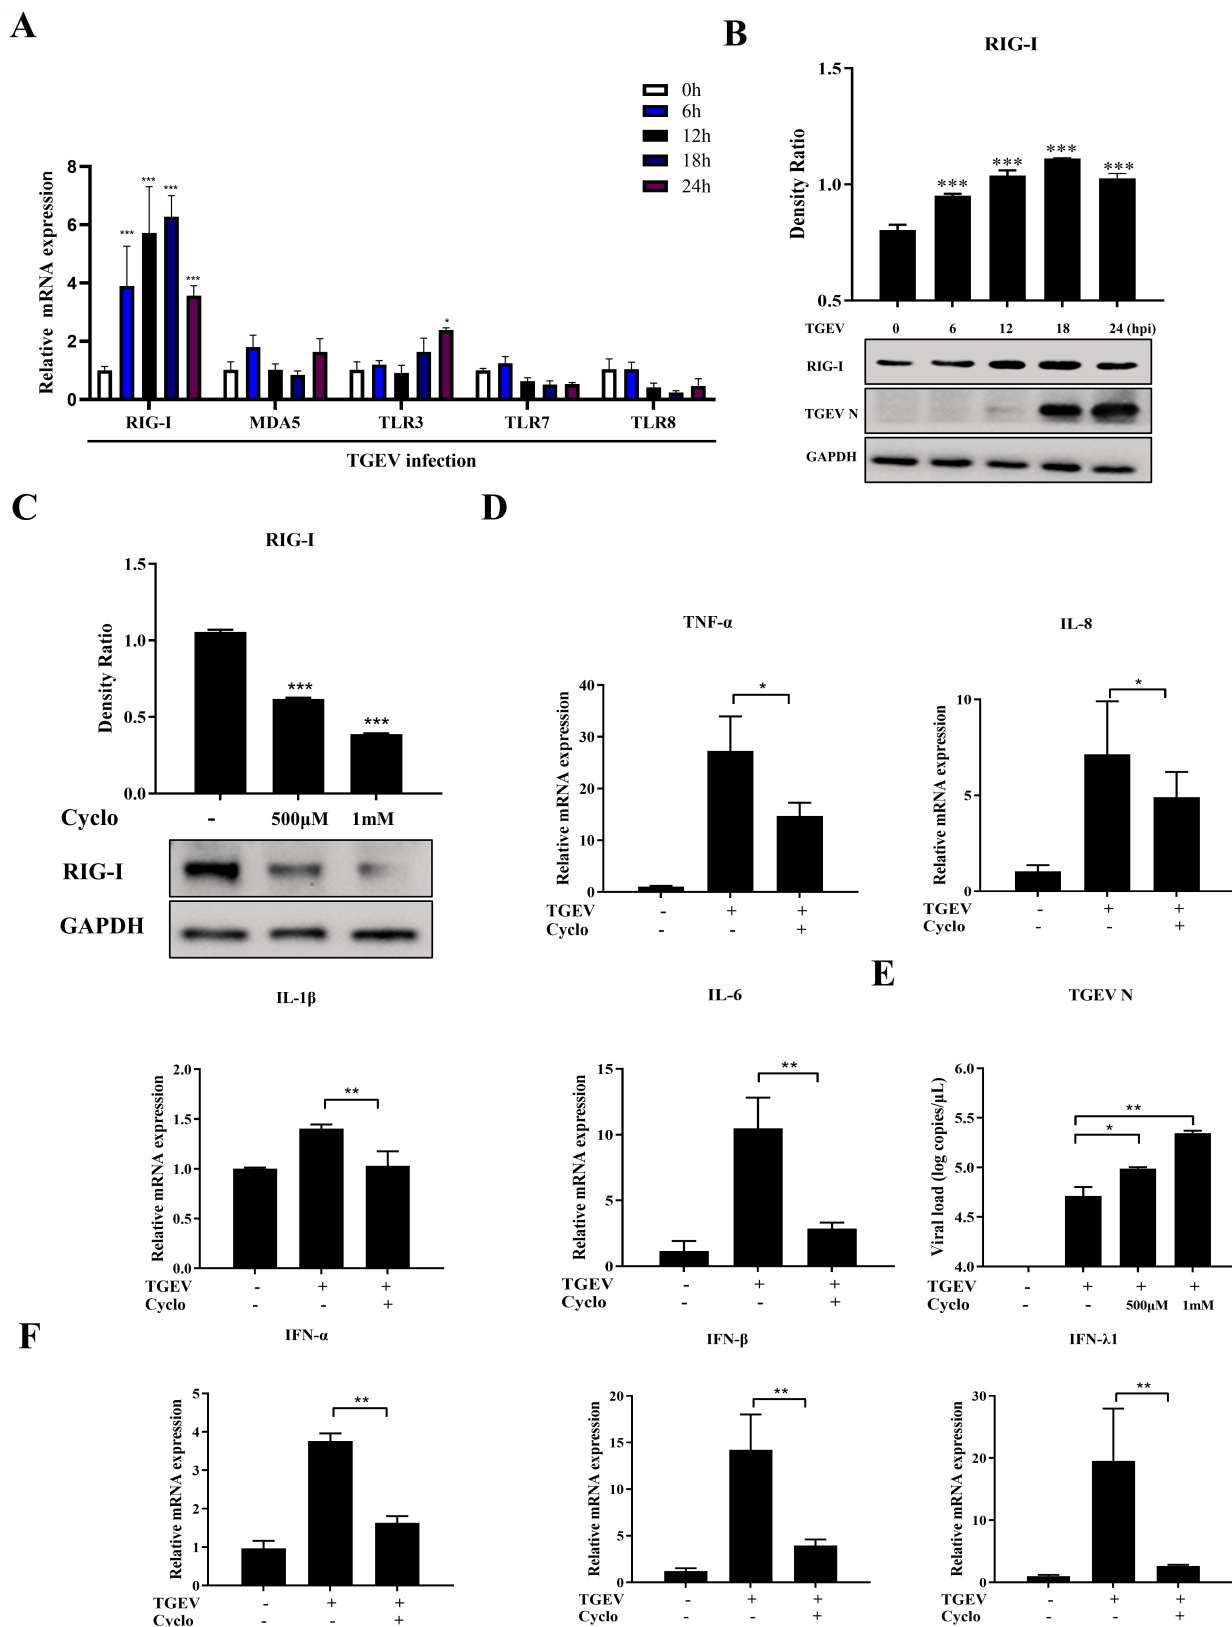 A
0h
6h
12h
18h
24h
Relative mRNA expression
8
6
4
2
0
***
***
***
***
*
RIG-I MDA5 TLR3 TLR7 TLR8
TGEV infection
B
RIG-I
Density Ratio
1.5
1.0
0.5
***
***
***
***
TGEV 0 6 12 18 24 (hpi)
RIG-I
TGEV N
GAPDH
C
RIG-I
Density Ratio
1.5
1.0
0.5
0.0
***
***
Cyclo - 500μM 1mM
RIG-I
GAPDH
D
TNF-α
Relative mRNA expression
40
30
20
10
0
*
TGEV - + +
Cyclo - - +
IL-8
Relative mRNA expression
10
5
0
*
TGEV - + +
Cyclo - - +
IL-1β
Relative mRNA expression
2.0
1.5
1.0
0.5
0.0
**
TGEV - + +
Cyclo - - +
IL-6
Relative mRNA expression
15
10
5
0
**
TGEV - + +
Cyclo - - +
E
TGEV N
Viral load (log copies/μL)
6.0
5.5
5.0
4.5
4.0
**
*
TGEV - + + +
Cyclo - - 500μM 1mM
F
IFN-α
Relative mRNA expression
5
4
3
2
1
0
**
TGEV - + +
Cyclo - - +
IFN-β
Relative mRNA expression
20
15
10
5
0
**
TGEV - + +
Cyclo - - +
IFN-λ1
Relative mRNA expression
30
20
10
0
**
TGEV - + +
Cyclo - - +